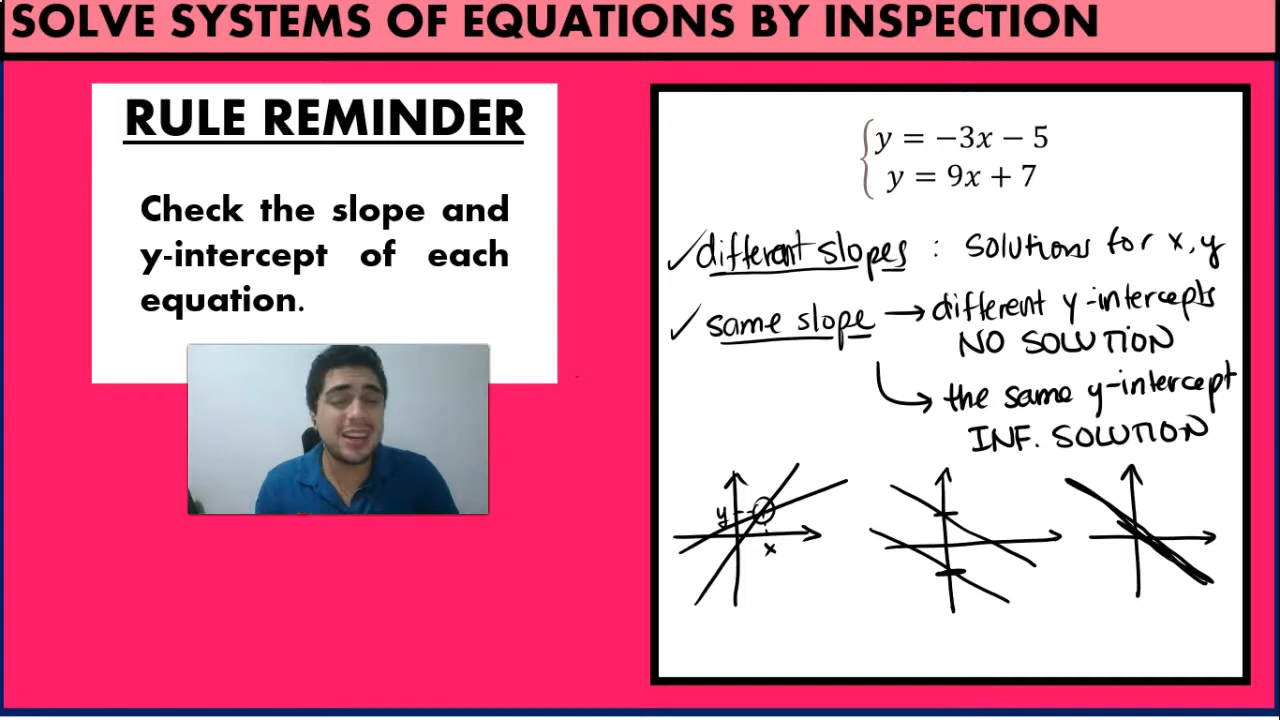 SOLVE SYSTEMS OF EQUATIONS BY INSPECTION
RULE REMINDER
Check the slope and
y-intercept of each
equation.
y = −3x − 5
y = 9x + 7
✓different slopes : solutions for x, y
✓same slope → different y-intercepts
NO SOLUTION
→ the same y-intercept
INF. SOLUTION
y
x